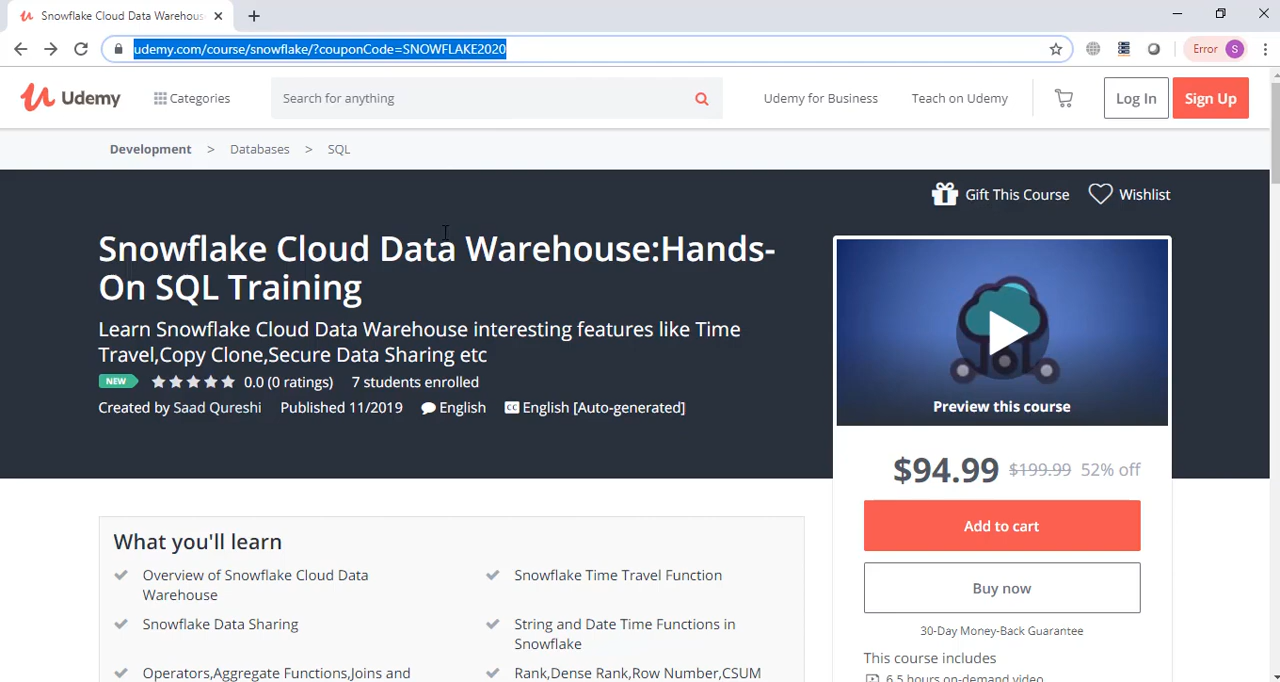 Snowflake Cloud Data Warehous
udemy.com/course/snowflake/?couponCode=SNOWFLAKE2020
Error S
Udemy
Categories
Search for anything
Udemy for Business
Teach on Udemy
Log In
Sign Up
Development > Databases > SQL
Gift This Course
Wishlist
Snowflake Cloud Data Warehouse:Hands-
On SQL Training
Learn Snowflake Cloud Data Warehouse interesting features like Time
Travel,Copy Clone,Secure Data Sharing etc
NEW 0.0 (0 ratings) 7 students enrolled
Created by Saad Qureshi Published 11/2019 English CC English [Auto-generated]
Preview this course
$94.99 $199.99 52% off
Add to cart
Buy now
30-Day Money-Back Guarantee
This course includes
6.5 hours on-demand video
What you'll learn
Overview of Snowflake Cloud Data
Warehouse
Snowflake Time Travel Function
Snowflake Data Sharing
String and Date Time Functions in
Snowflake
Operators,Aggregate Functions,Joins and
Rank,Dense Rank,Row Number,CSUM